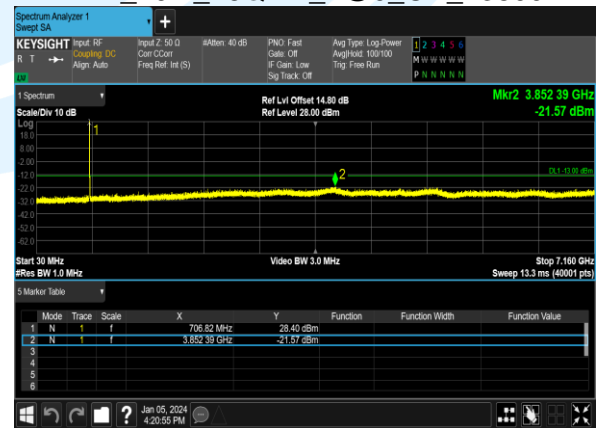 Spectrum Analyzer 1
Swept SA
+
KEYSIGHT
R T
LNI
Input: RF
Coupling: DC
Align: Auto
Input Z: 50 Ω
Corr CCorr
Freq Ref: Int (S)
#Atten: 40 dB
PNO: Fast
Gate: Off
IF Gain: Low
Sig Track: Off
Avg Type: Log-Power
Avg|Hold: 100/100
Trig: Free Run
1 2 3 4 5 6
M W W W W W
P N N N N N
1 Spectrum
Scale/Div 10 dB
Ref Lvl Offset 14.80 dB
Ref Level 28.00 dBm
Mkr2 3.852 39 GHz
-21.57 dBm
Log
18.0
8.00
-2.00
-12.0
-22.0
-32.0
-42.0
-52.0
-62.0
1
2
DL1 -13.00 dBm
Start 30 MHz
#Res BW 1.0 MHz
Video BW 3.0 MHz
Stop 7.160 GHz
Sweep 13.3 ms (40001 pts)
5 Marker Table
Mode Trace Scale X Y Function Function Width Function Value
1 N 1 f 706.82 MHz 28.40 dBm
2 N 1 f 3.852 39 GHz -21.57 dBm
3
4
5
6
?
Jan 05, 2024
4:20:55 PM